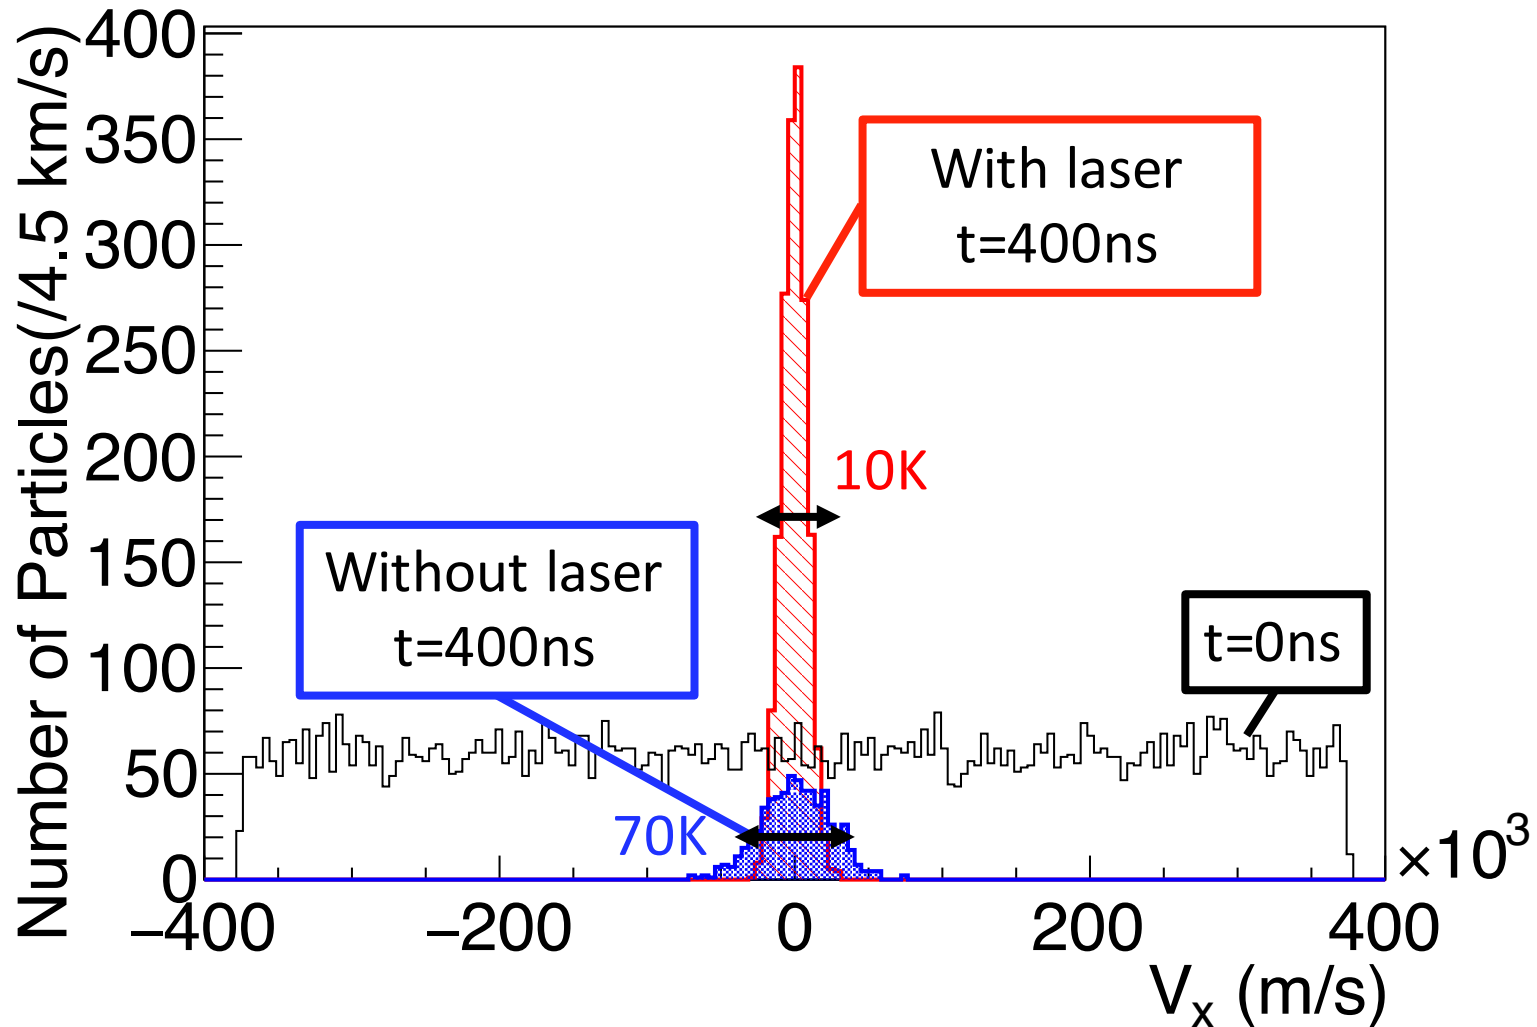 Number of Particles(/4.5 km/s)
400
350
300
250
200
150
100
50
0
With laser
t=400ns
10K
Without laser
t=400ns
70K
t=0ns
×10³
−400
−200
0
200
400
Vₓ (m/s)